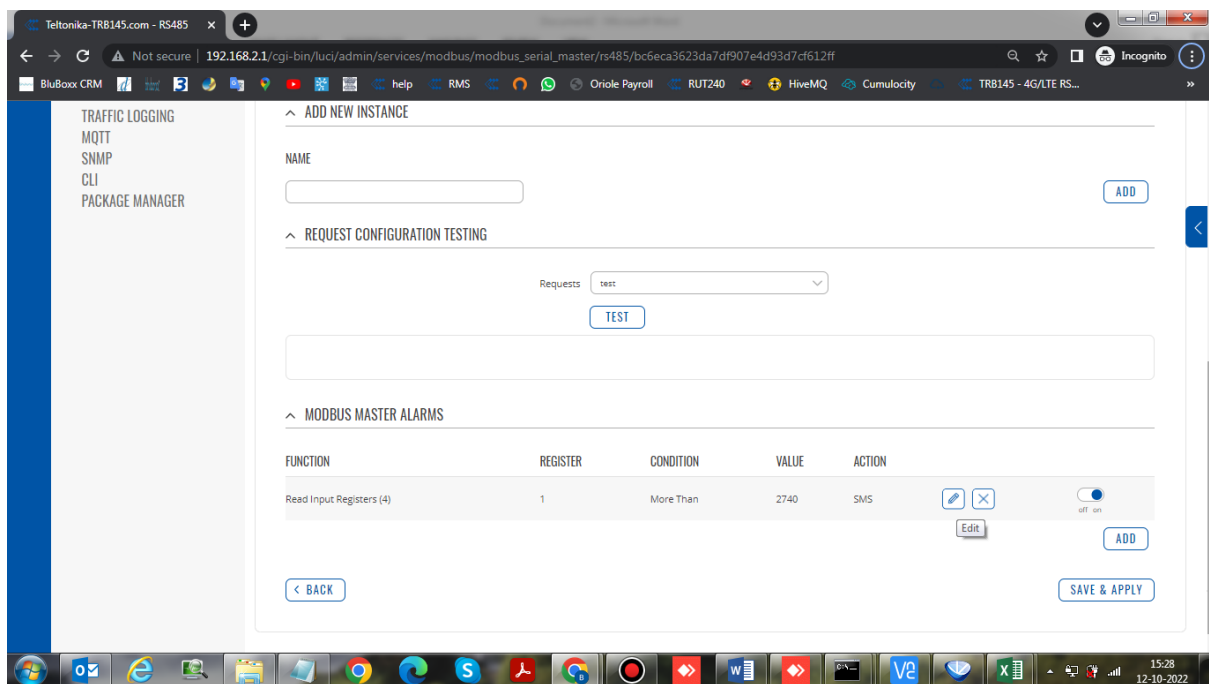 Teltonika-TRB145.com - RS485
Not secure 192.168.2.1/cgi-bin/luci/admin/services/modbus/modbus_serial_master/rs485/bc6eca3623da7df907e4d93d7cf612ff Incognito
BluBoxx CRM help RMS Oriole Payroll RUT240 HiveMQ Cumulocity TRB145 - 4G/LTE RS... »
TRAFFIC LOGGING
MQTT
SNMP
CLI
PACKAGE MANAGER
ADD NEW INSTANCE
NAME
ADD
REQUEST CONFIGURATION TESTING
Requests test
TEST
MODBUS MASTER ALARMS
FUNCTION REGISTER CONDITION VALUE ACTION
Read Input Registers (4) 1 More Than 2740 SMS
off on
Edit
ADD
< BACK SAVE & APPLY
15:28
12-10-2022